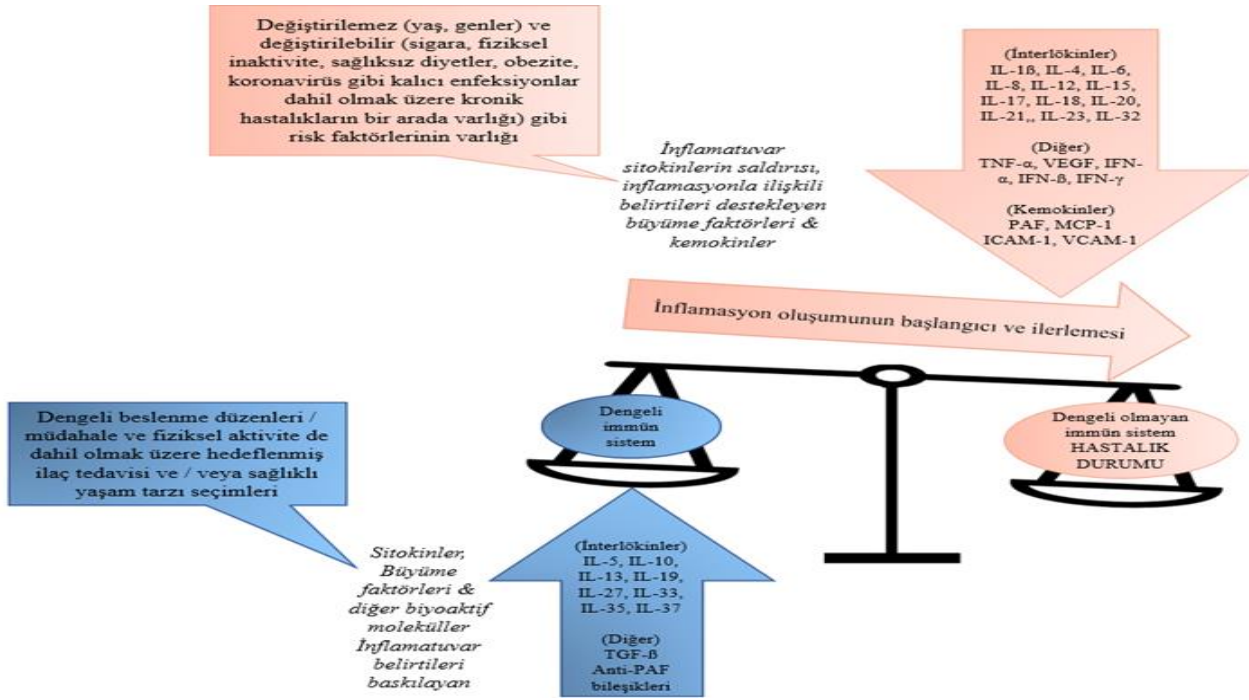 Değiştirilemez (yaş, genler) ve
değiştirilebilir (sigara, fiziksel
inaktivite, sağlıksız diyetler, obezite,
koronavirüs gibi kalıcı enfeksiyonlar
dahil olmak üzere kronik
hastalıkların bir arada varlığı) gibi
risk faktörlerinin varlığı
İnflamatuvar
sitokinlerin saldırısı,
inflamasyonla ilişkili
belirtileri destekleyen
büyüme faktörleri &
kemokinler
(İnterlökinler)
IL-1ß, IL-4, IL-6,
IL-8, IL-12, IL-15,
IL-17, IL-18, IL-20,
IL-21,, IL-23, IL-32
(Diğer)
TNF-α, VEGF, IFN-
α, IFN-ß, IFN-γ
(Kemokinler)
PAF, MCP-1
ICAM-1, VCAM-1
İnflamasyon oluşumunun başlangıcı ve ilerlemesi
Dengeli
immün
sistem
Dengeli olmayan
immün sistem
HASTALIK
DURUMU
Dengeli beslenme düzenleri /
müdahale ve fiziksel aktivite de
dahil olmak üzere hedeflenmiş
ilaç tedavisi ve / veya sağlıklı
yaşam tarzı seçimleri
Sitokinler,
Büyüme
faktörleri &
diğer biyoaktif
moleküller
İnflamatuvar
belirtileri
baskılayan
(İnterlökinler)
IL-5, IL-10,
IL-13, IL-19,
IL-27, IL-33,
IL-35, IL-37
(Diğer)
TGF-ß
Anti-PAF
bileşikleri